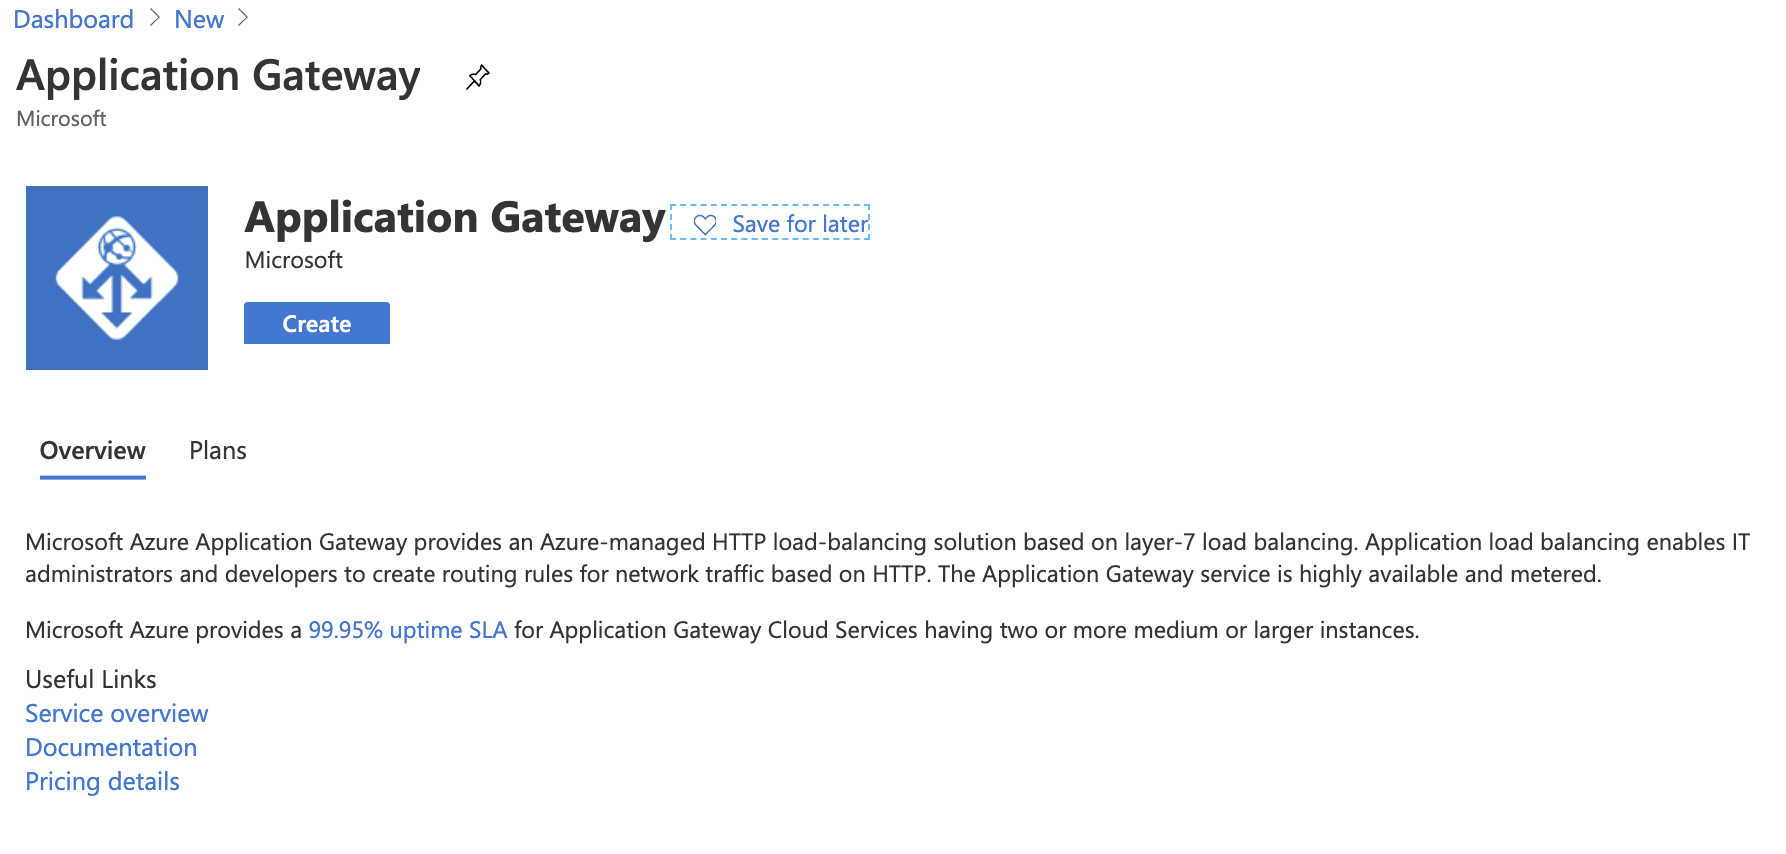 Dashboard > New >
Application Gateway
Microsoft
Application Gateway Save for later
Microsoft
Create
Overview Plans
Microsoft Azure Application Gateway provides an Azure-managed HTTP load-balancing solution based on layer-7 load balancing. Application load balancing enables IT
administrators and developers to create routing rules for network traffic based on HTTP. The Application Gateway service is highly available and metered.
Microsoft Azure provides a 99.95% uptime SLA for Application Gateway Cloud Services having two or more medium or larger instances.
Useful Links
Service overview
Documentation
Pricing details